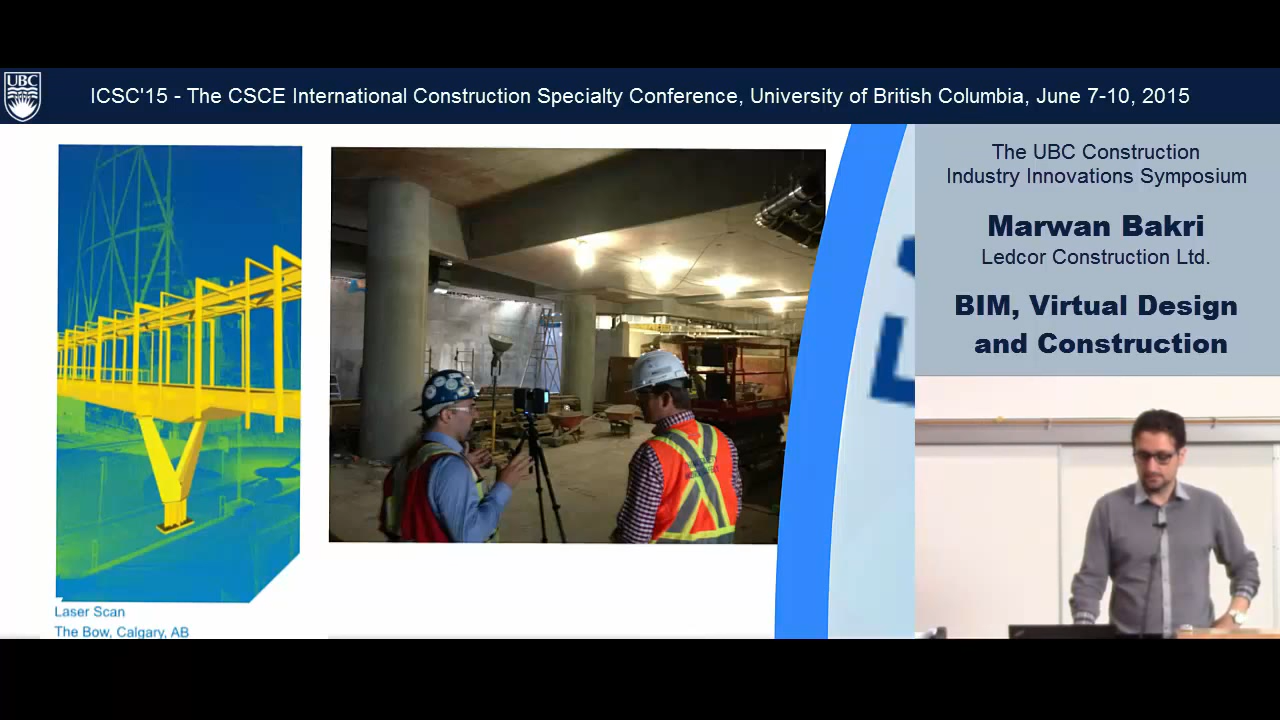 UBC
ICSC'15 - The CSCE International Construction Specialty Conference, University of British Columbia, June 7-10, 2015
The UBC Construction
Industry Innovations Symposium
Marwan Bakri
Ledcor Construction Ltd.
BIM, Virtual Design
and Construction
Laser Scan
The Bow, Calgary, AB